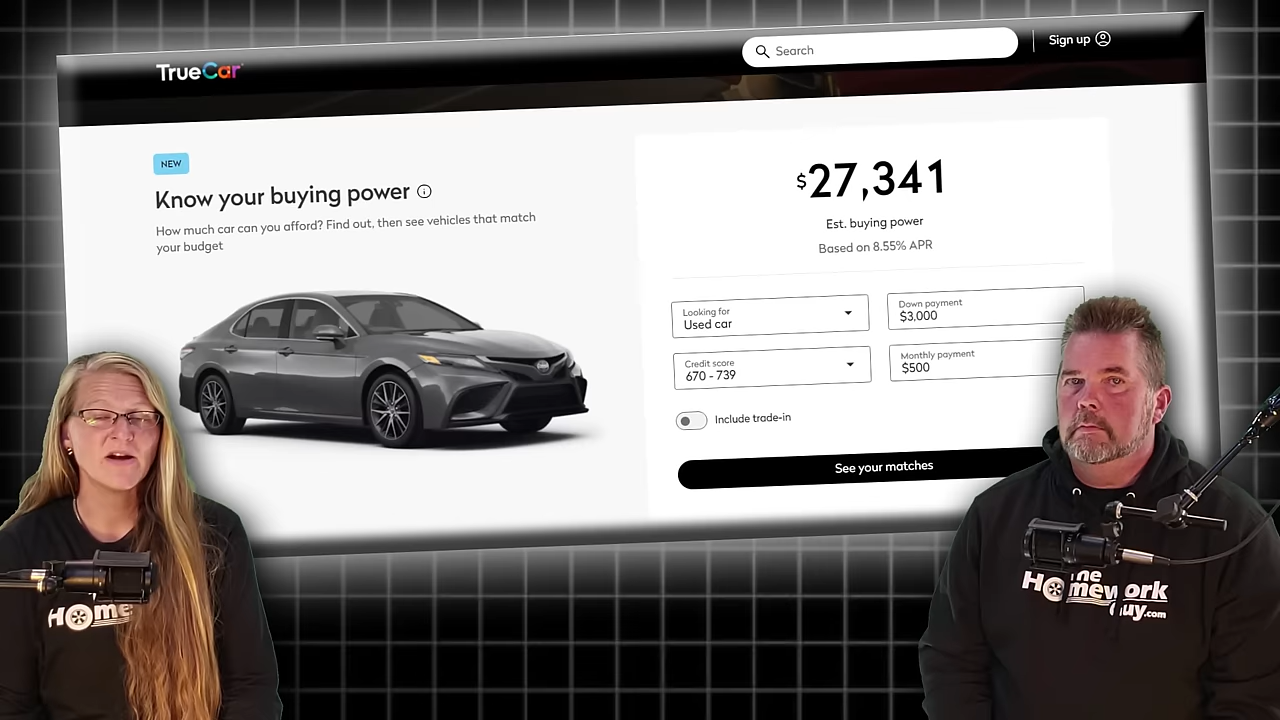 TrueCar
Search
Sign up
NEW
Know your buying power
How much car can you afford? Find out, then see vehicles that match
your budget
$27,341
Est. buying power
Based on 8.55% APR
Looking for
Used car
Down payment
$3,000
Credit score
670 - 739
Monthly payment
$500
Include trade-in
See your matches
Home
The
Homework
Guy.com